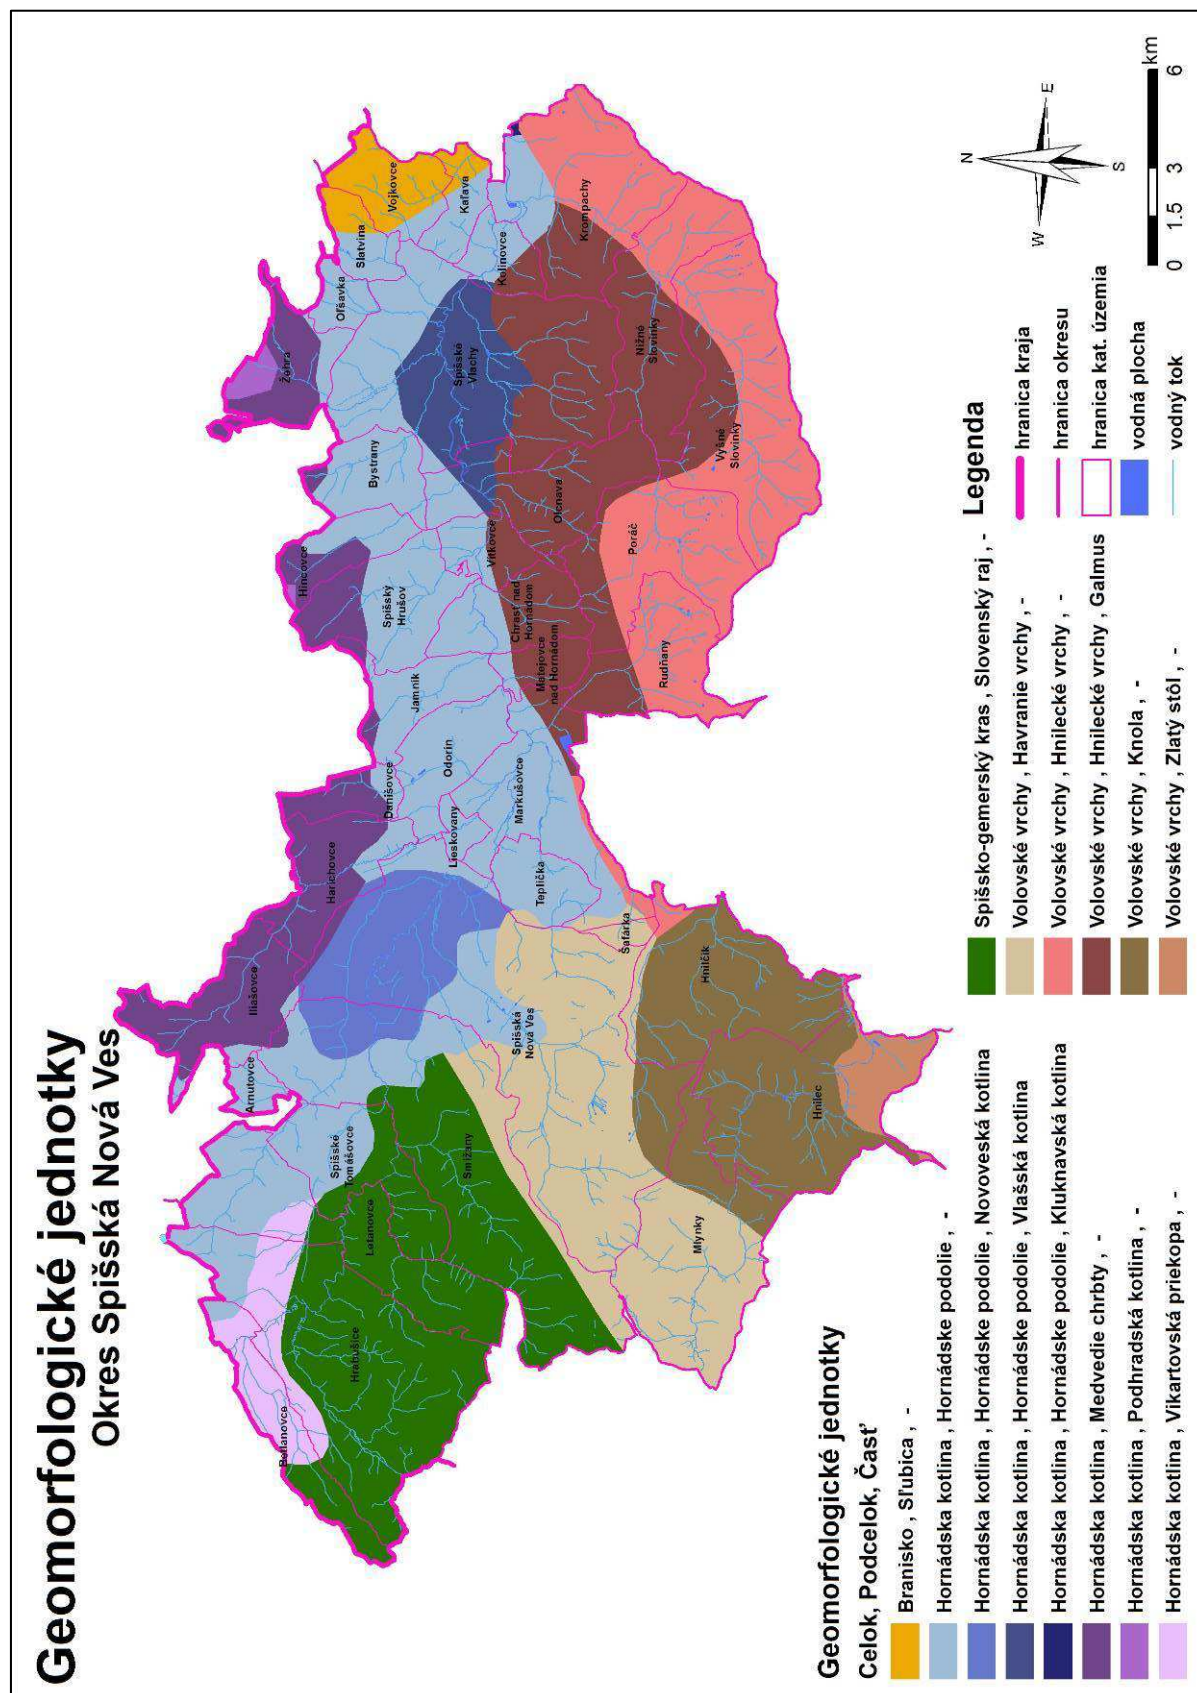 Geomorfologické jednotky
Okres Spišská Nová Ves
Betlanovce
Hrabušice
Letanovce
Spišské
Tomášovce
Smižany
Arnutovce
Iliašovce
Harichovce
Danišovce
Lieskovany
Odorín
Jamník
Markušovce
Teplička
Spišská
Nová Ves
Šafárka
Mlynky
Hnilec
Hnilčík
Hincovce
Spišský
Hrušov
Bystrany
Vítkovce
Chrasť nad
Hornádom
Matejovce
nad Hornádom
Olcnava
Rudňany
Poráč
Žehra
Oľšavka
Slatvina
Vojkovce
Kaľava
Spišské
Vlachy
Kolinovce
Krompachy
Nižné
Slovinky
Vyšné
Slovinky
N
E
S
W
km
0 1.5 3 6
Geomorfologické jednotky
Celok, Podcelok, Časť
Branisko , Sľubica , -
Hornádska kotlina , Hornádske podolie , -
Hornádska kotlina , Hornádske podolie , Novoveská kotlina
Hornádska kotlina , Hornádske podolie , Vlašská kotlina
Hornádska kotlina , Hornádske podolie , Kluknavská kotlina
Hornádska kotlina , Medvedie chrbty , -
Hornádska kotlina , Podhradská kotlina , -
Hornádska kotlina , Vikartovská priekopa , -
Spišsko-gemerský kras , Slovenský raj , -
Volovské vrchy , Havranie vrchy , -
Volovské vrchy , Hnilecké vrchy , -
Volovské vrchy , Hnilecké vrchy , Galmus
Volovské vrchy , Knola , -
Volovské vrchy , Zlatý stôl , -
Legenda
hranica kraja
hranica okresu
hranica kat. územia
vodná plocha
vodný tok